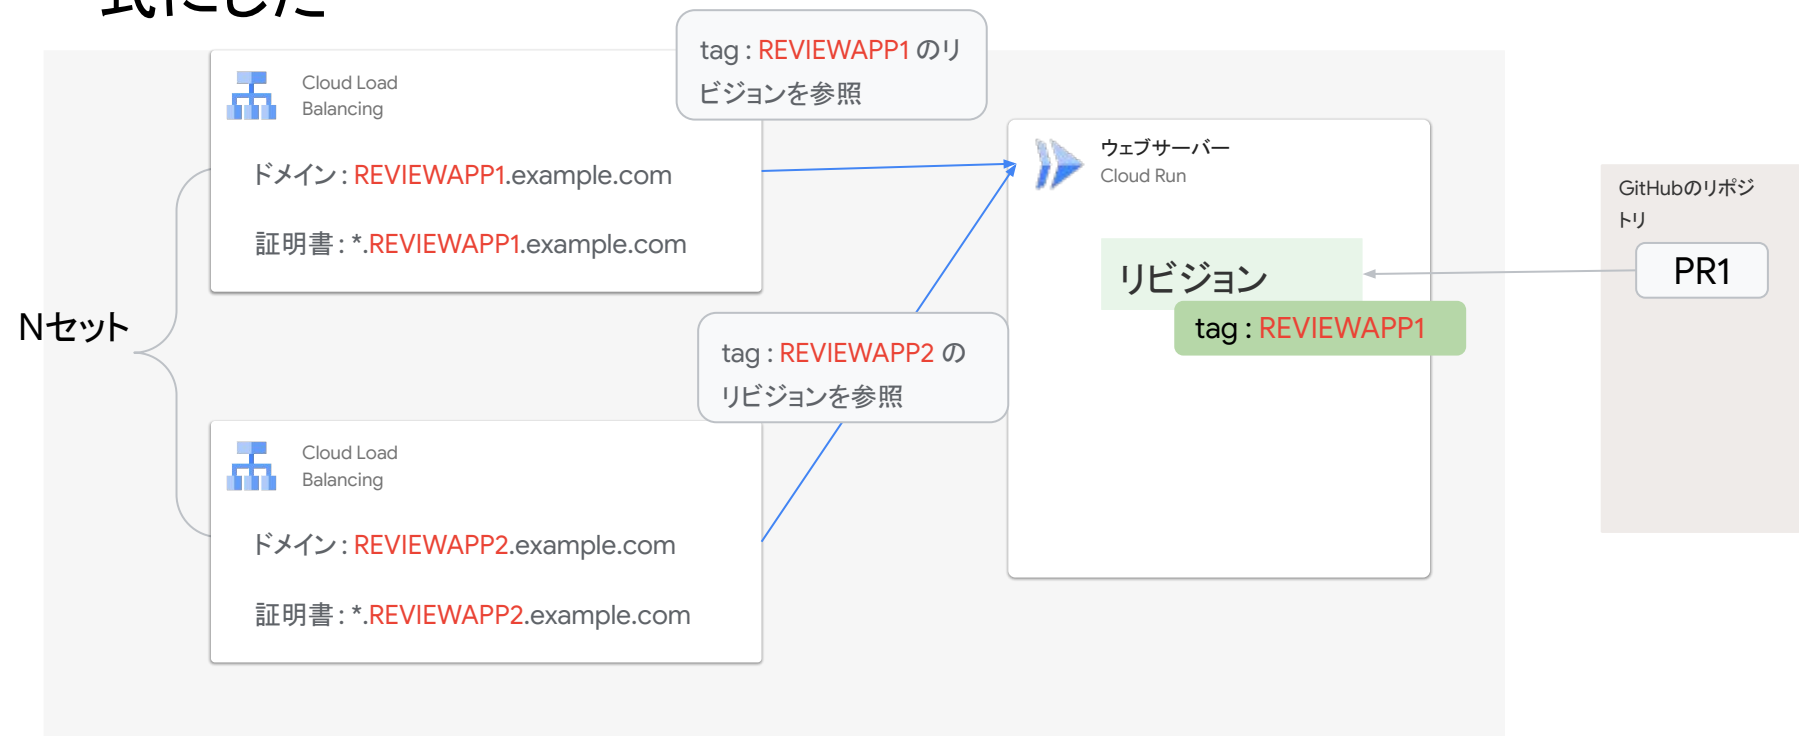 式にした
tag : REVIEWAPP1 のリ
ビジョンを参照
Cloud Load
Balancing
ドメイン : REVIEWAPP1.example.com
証明書 : *.REVIEWAPP1.example.com
ウェブサーバー
Cloud Run
リビジョン
tag : REVIEWAPP1
GitHubのリポジ
トリ
PR1
Nセット
tag : REVIEWAPP2 の
リビジョンを参照
Cloud Load
Balancing
ドメイン : REVIEWAPP2.example.com
証明書 : *.REVIEWAPP2.example.com